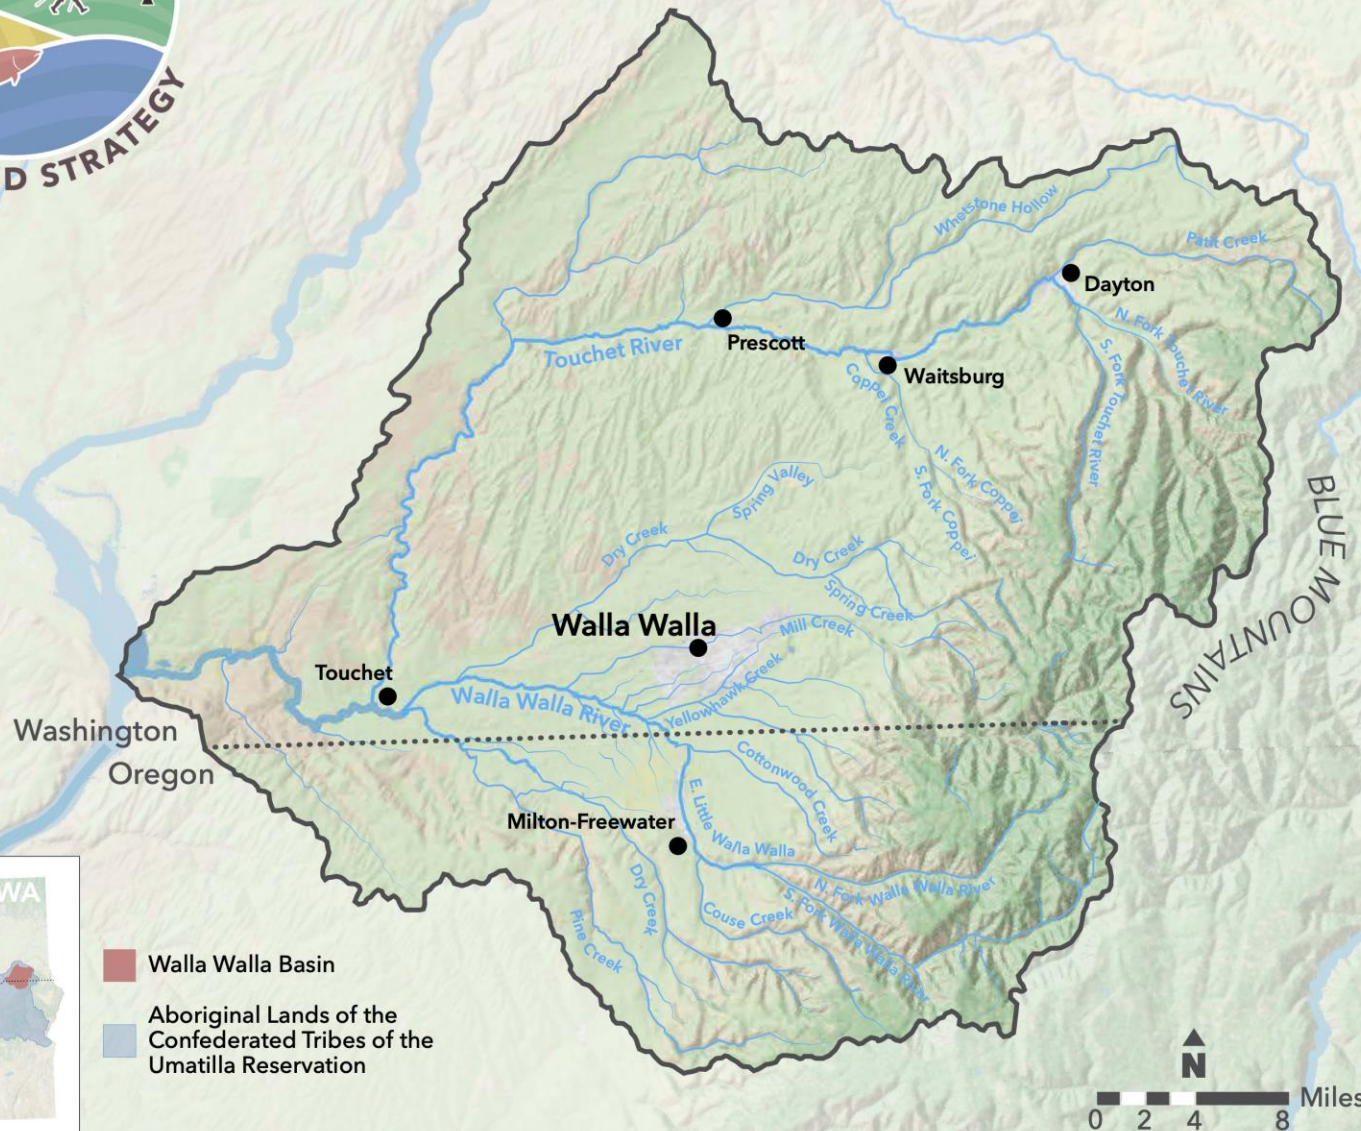 D STRATEGY
Whetstone Hollow
Patit Creek
Dayton
N. Fork Touchet River
S. Fork Touchet River
Prescott
Touchet River
Waitsburg
Coppei Creek
N. Fork Coppei
S. Fork Coppei
Spring Valley
Dry Creek
Dry Creek
Spring Creek
BLUE MOUNTAINS
Walla Walla
Mill Creek
Yellowhawk Creek
Touchet
Walla Walla River
Washington
Oregon
Cottonwood Creek
E. Little Walla Walla
Milton-Freewater
N. Fork Walla Walla River
S. Fork Walla Walla River
Couse Creek
Dry Creek
Pine Creek
WA
Walla Walla Basin
Aboriginal Lands of the
Confederated Tribes of the
Umatilla Reservation
N
Miles
0 2 4 8